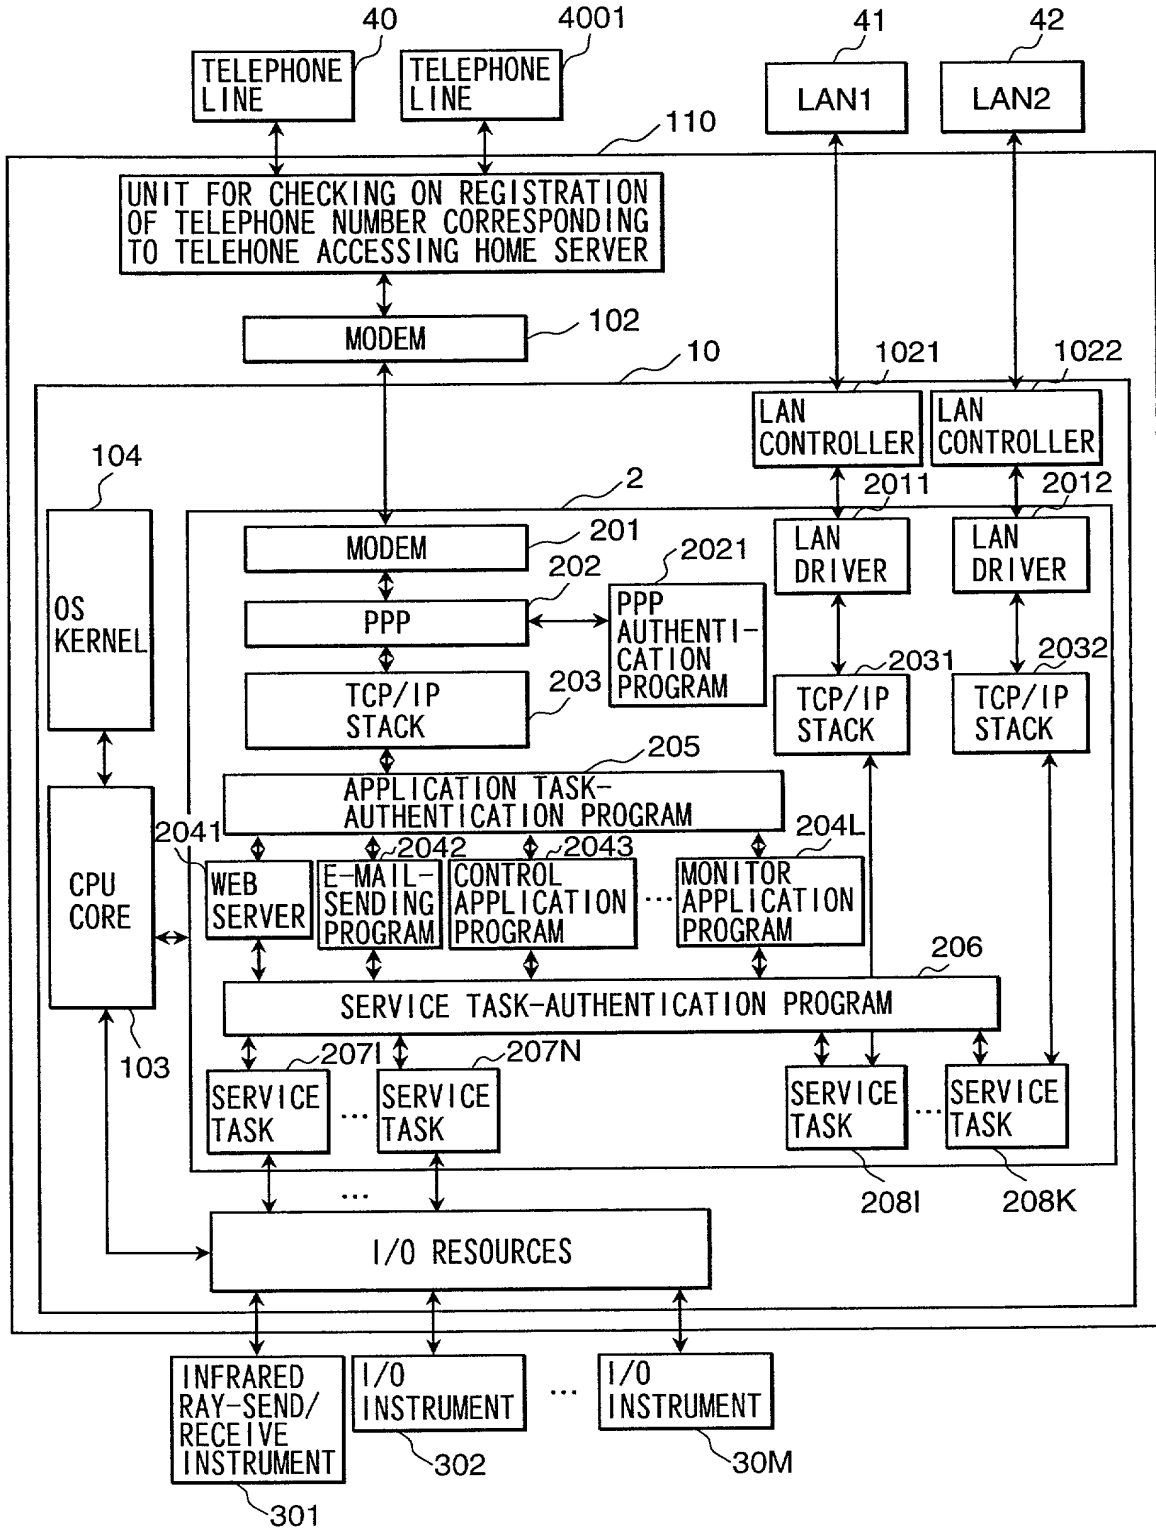 40
4001
41
42
TELEPHONE
LINE
TELEPHONE
LINE
LAN1
LAN2
110
UNIT FOR CHECKING ON REGISTRATION
OF TELEPHONE NUMBER CORRESPONDING
TO TELEHONE ACCESSING HOME SERVER
MODEM
102
10
1021
1022
LAN
CONTROLLER
LAN
CONTROLLER
104
2
2011
2012
OS
KERNEL
MODEM
201
LAN
DRIVER
LAN
DRIVER
202
2021
PPP
PPP
AUTHENTI-
CATION
PROGRAM
TCP/IP
STACK
203
2031
2032
TCP/IP
STACK
TCP/IP
STACK
205
APPLICATION TASK-
AUTHENTICATION PROGRAM
2041
2042
2043
204L
CPU
CORE
WEB
SERVER
E-MAIL-
SENDING
PROGRAM
CONTROL
APPLICATION
PROGRAM
...
MONITOR
APPLICATION
PROGRAM
206
SERVICE TASK-AUTHENTICATION PROGRAM
103
207I
207N
SERVICE
TASK
...
SERVICE
TASK
SERVICE
TASK
...
SERVICE
TASK
208I
208K
...
I/O RESOURCES
INFRARED
RAY-SEND/
RECEIVE
INSTRUMENT
I/O
INSTRUMENT
...
I/O
INSTRUMENT
301
302
30M